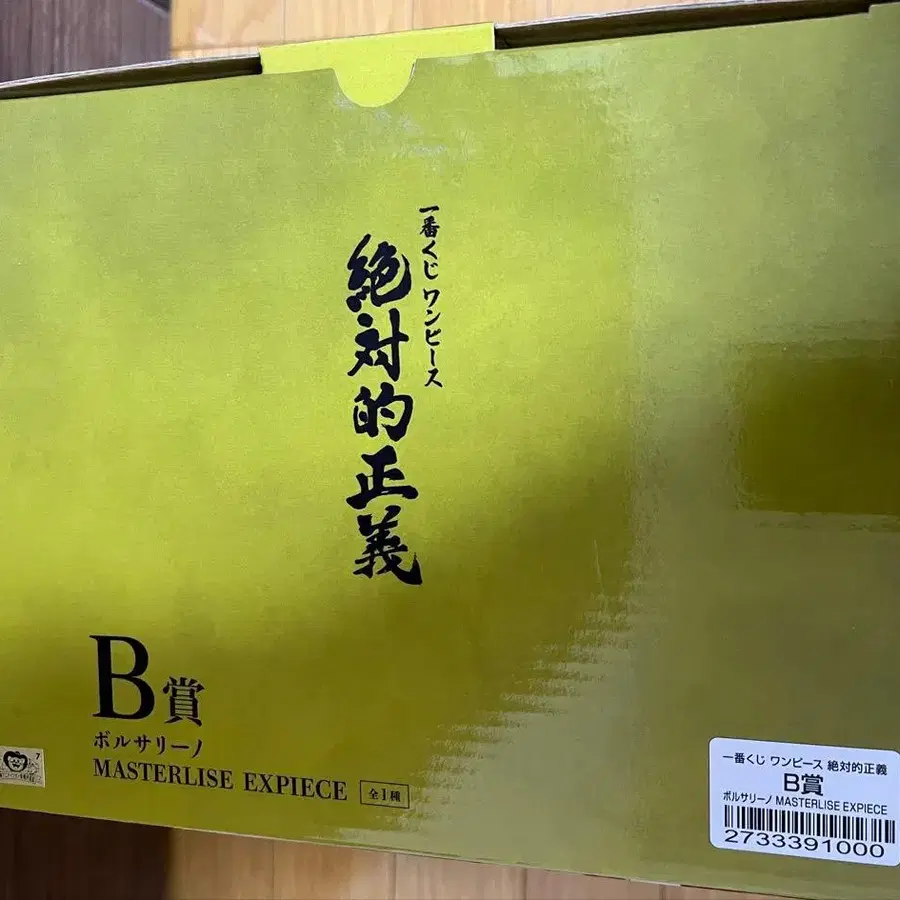 一番くじ ワンピース
絶対的正義
B賞
ボルサリーノ
MASTERLISE EXPIECE 全1種
7
一番くじ ワンピース 絶対的正義
B賞
ボルサリーノ MASTERLISE EXPIECE
2733391000